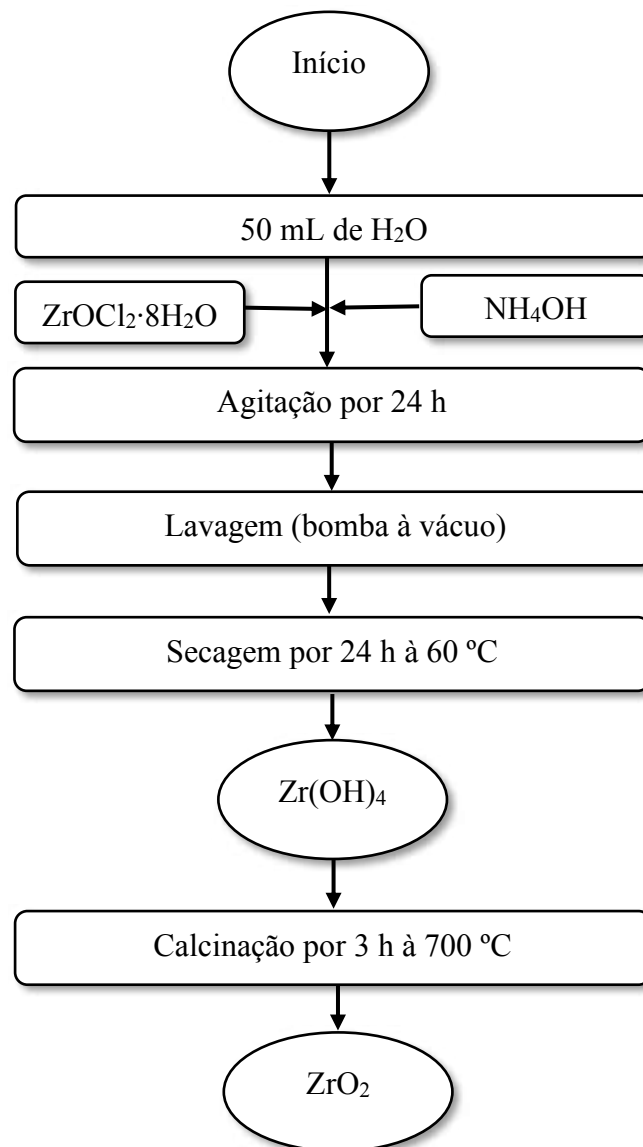 Início
50 mL de H₂O
ZrOCl₂·8H₂O
NH₄OH
Agitação por 24 h
Lavagem (bomba à vácuo)
Secagem por 24 h à 60 ºC
Zr(OH)₄
Calcinação por 3 h à 700 ºC
ZrO₂